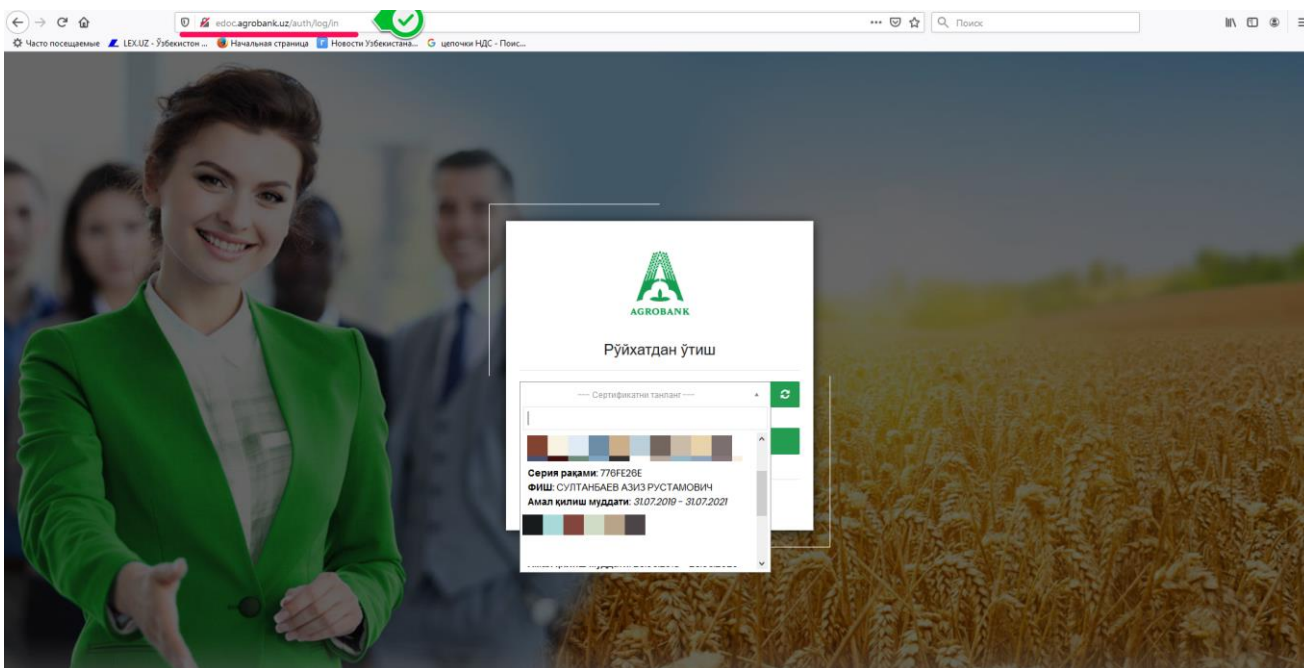 edoc.agrobank.uz/auth/log/in
Поиск
Часто посещаемые LEX.UZ - Ўзбекистон ... Начальная страница Новости Узбекистана... цепочки НДС - Поис...
AGROBANK
Рўйхатдан ўтиш
---- Сертификатни танланг ----
Серия рақами: 776FE26E
ФИШ: СУЛТАНБАЕВ АЗИЗ РУСТАМОВИЧ
Амал қилиш муддати: 31.07.2019 - 31.07.2021